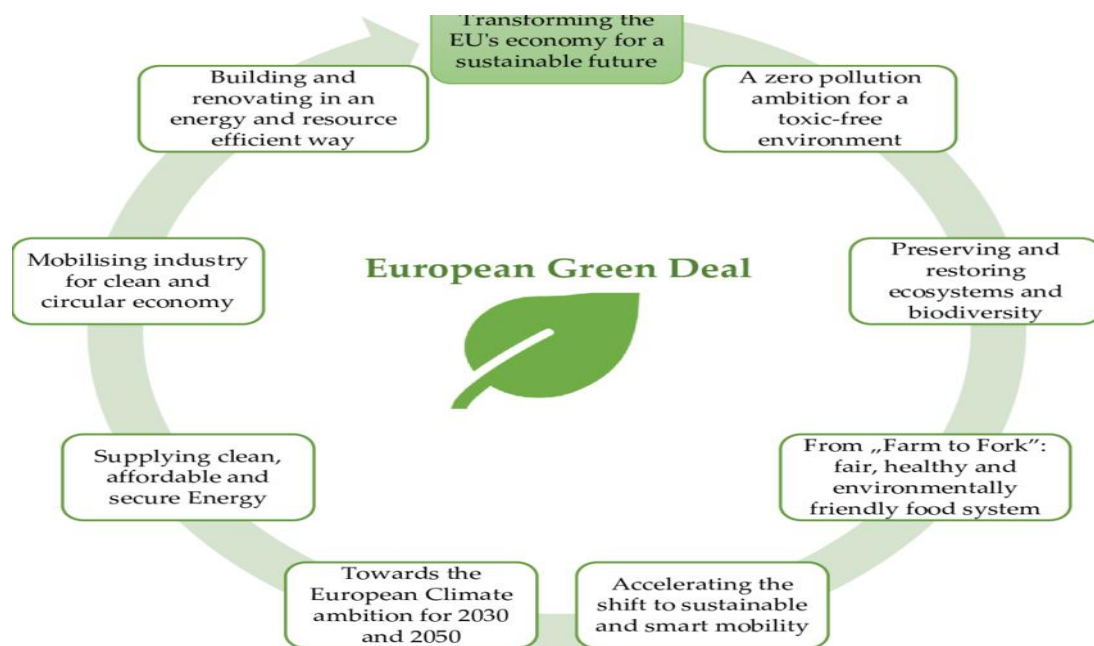 Transforming the
EU's economy for a
sustainable future
A zero pollution
ambition for a
toxic-free
environment
Preserving and
restoring
ecosystems and
biodiversity
From „Farm to Fork”:
fair, healthy and
environmentally
friendly food system
Accelerating the
shift to sustainable
and smart mobility
Towards the
European Climate
ambition for 2030
and 2050
Supplying clean,
affordable and
secure Energy
Mobilising industry
for clean and
circular economy
Building and
renovating in an
energy and resource
efficient way
European Green Deal